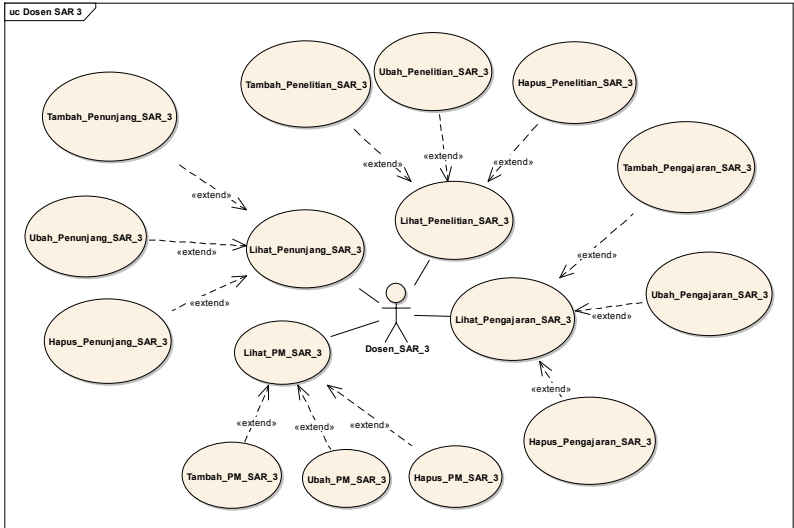 uc Dosen SAR 3
Tambah_Penelitian_SAR_3
Ubah_Penelitian_SAR_3
Hapus_Penelitian_SAR_3
Tambah_Penunjang_SAR_3
Tambah_Pengajaran_SAR_3
«extend»
«extend»
«extend»
«extend»
Lihat_Penelitian_SAR_3
Ubah_Penunjang_SAR_3
Lihat_Penunjang_SAR_3
«extend»
«extend»
Ubah_Pengajaran_SAR_3
«extend»
«extend»
Lihat_Pengajaran_SAR_3
Hapus_Penunjang_SAR_3
Dosen_SAR_3
Lihat_PM_SAR_3
«extend»
«extend»
«extend»
«extend»
Hapus_Pengajaran_SAR_3
Tambah_PM_SAR_3
Ubah_PM_SAR_3
Hapus_PM_SAR_3